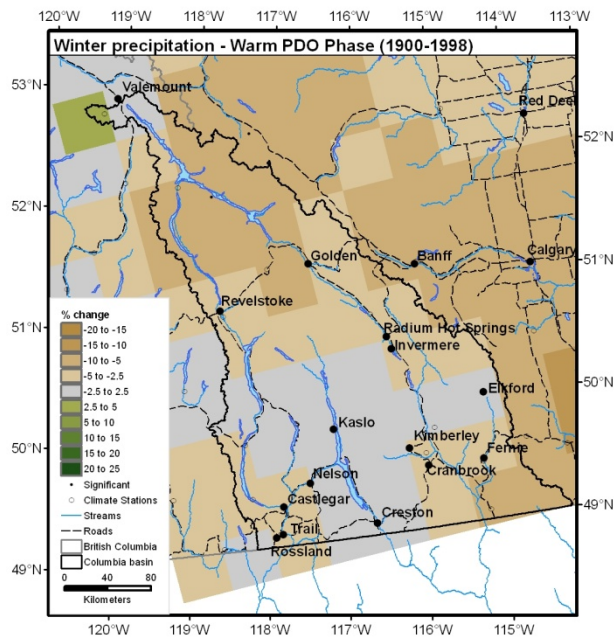 120°W 119°W 118°W 117°W 116°W 115°W 114°W 113°W
Winter precipitation - Warm PDO Phase (1900-1998)
53°N
Valemount
Red Deer
52°N
52°N
Golden
Banff
Calgary
51°N
% change
-20 to -15
-15 to -10
-10 to -5
-5 to -2.5
-2.5 to 2.5
2.5 to 5
5 to 10
10 to 15
15 to 20
20 to 25
Significant
Climate Stations
Streams
Roads
British Columbia
Columbia basin
0 40 80
Kilometers
Revelstoke
51°N
Radium Hot Springs
Invermere
50°N
Elkford
Kaslo
50°N
Kimberley
Fernie
Cranbrook
Nelson
Castlegar
Creston
49°N
Trail
Rossland
49°N
120°W 119°W 118°W 117°W 116°W 115°W 114°W